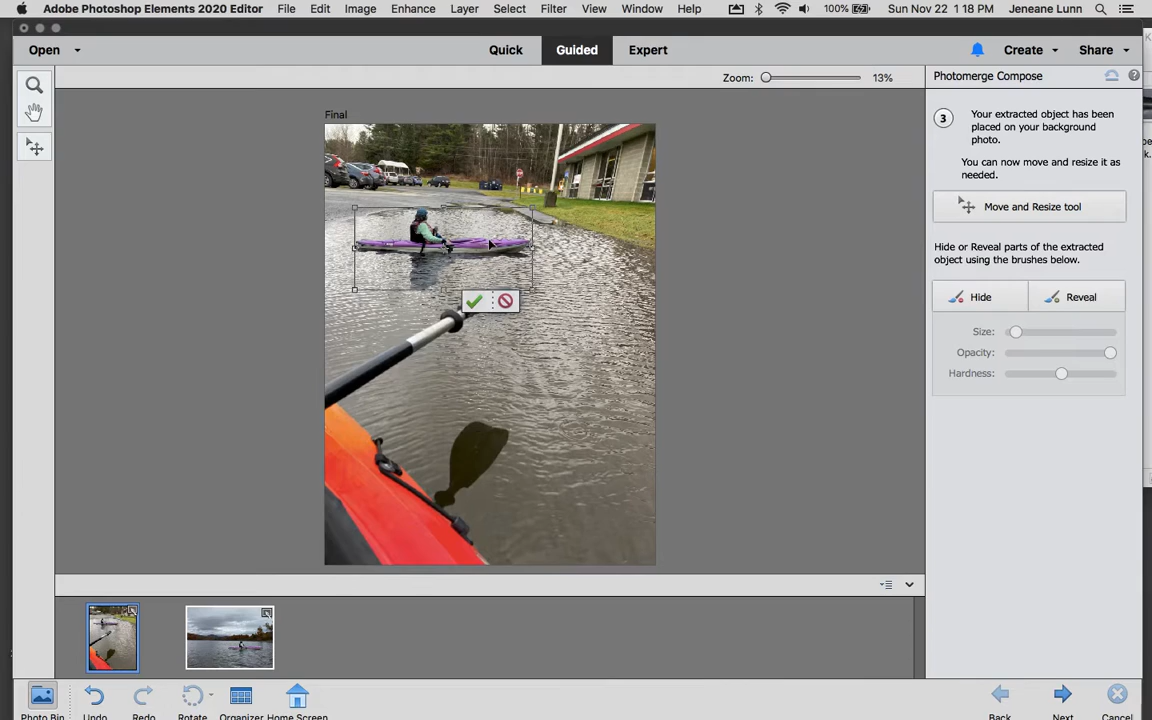 Adobe Photoshop Elements 2020 Editor File Edit Image Enhance Layer Select Filter View Window Help 100% Sun Nov 22 1:18 PM Jeneane Lunn
Open Quick Guided Expert Create Share
Zoom: 13% Photomerge Compose
Final
3 Your extracted object has been
placed on your background
photo.
You can now move and resize it as
needed.
Move and Resize tool
Hide or Reveal parts of the extracted
object using the brushes below.
Hide Reveal
Size:
Opacity:
Hardness:
Photo Bin Undo Redo Rotate Organizer Home Screen Back Next Cancel